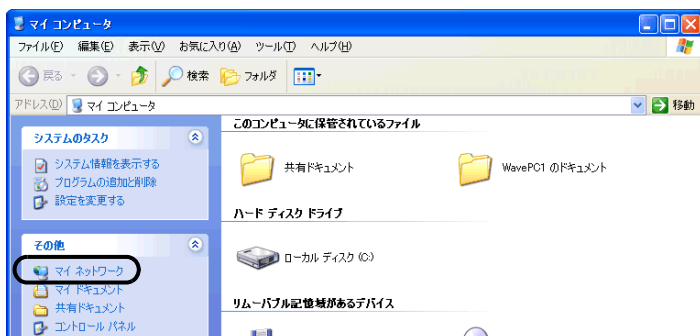 マイ コンピュータ
ファイル(F) 編集(E) 表示(V) お気に入り(A) ツール(T) ヘルプ(H)
戻る 検索 フォルダ
アドレス(D) マイ コンピュータ 移動
システムのタスク
システム情報を表示する
プログラムの追加と削除
設定を変更する
その他
マイ ネットワーク
マイ ドキュメント
共有ドキュメント
コントロール パネル
このコンピュータに保管されているファイル
共有ドキュメント WavePC1 のドキュメント
ハード ディスク ドライブ
ローカル ディスク (C:)
リムーバブル記憶域があるデバイス